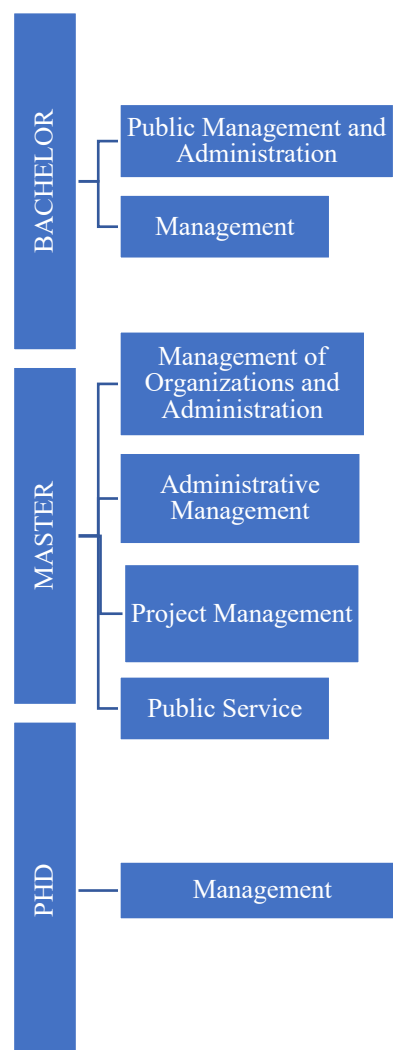 BACHELOR
Public Management and
Administration
Management
MASTER
Management of
Organizations and
Administration
Administrative
Management
Project Management
Public Service
PHD
Management